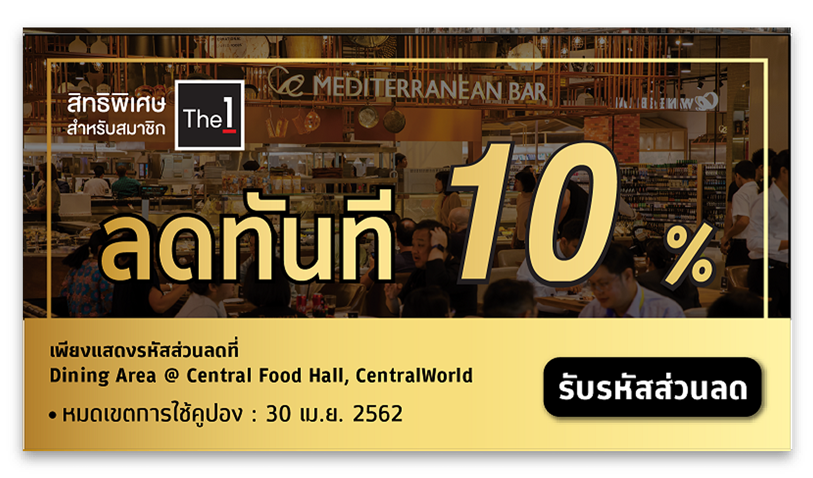 MEDITERRANEAN BAR
สิทธิพิเศษ
สำหรับสมาชิก
The1
ลดทันที 10 %
เพียงแสดงรหัสส่วนลดที่
Dining Area @ Central Food Hall, CentralWorld
• หมดเขตการใช้คูปอง : 30 เม.ย. 2562
รับรหัสส่วนลด